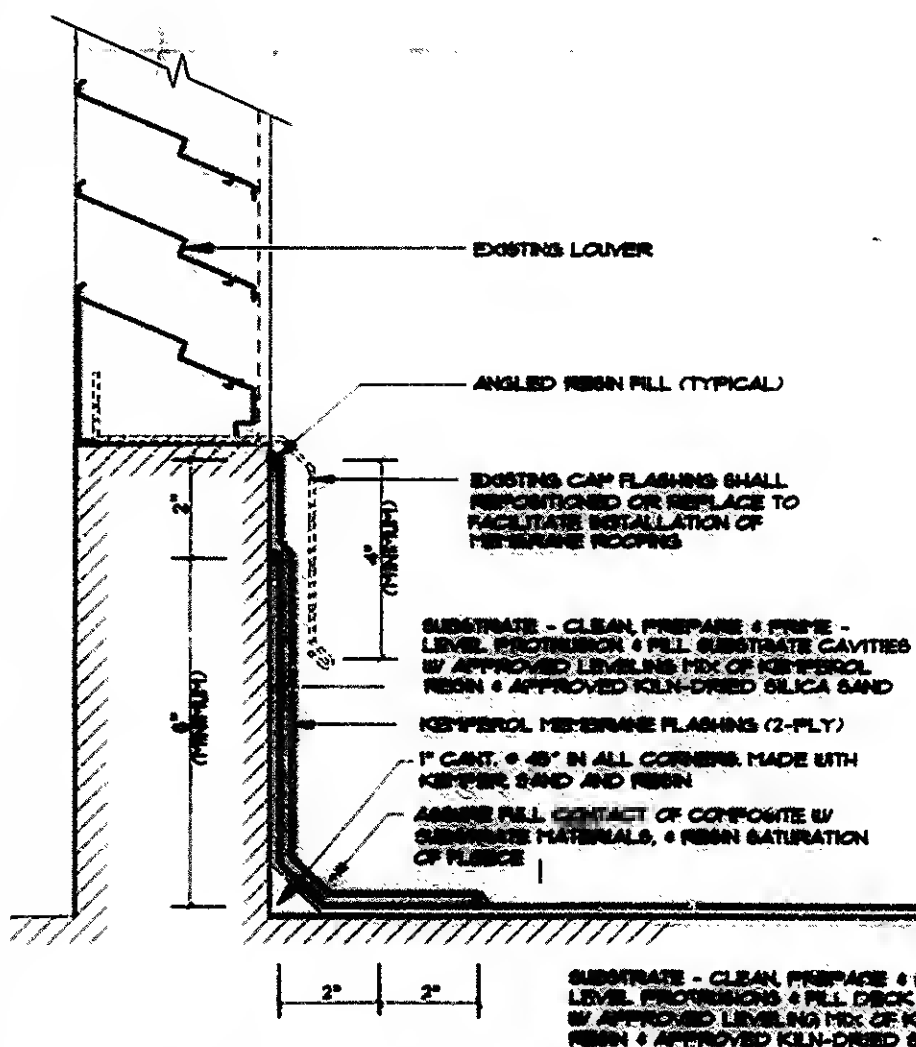 EXISTING LOUVER
ANGLED RESIN FILL (TYPICAL)
EXISTING CAP FLASHING SHALL
REPOSITIONED OR REPLACE TO
FACILITATE INSTALLATION OF
MEMBRANE ROOFING
2"
4"
(MINIMUM)
6"
(MINIMUM)
SUBSTRATE - CLEAN, PREPARE & PRIME -
LEVEL PROTRUSION & FILL SUBSTRATE CAVITIES
W/ APPROVED LEVELING MIX OF KEMPEROL
RESIN & APPROVED KILN-DRIED SILICA SAND
KEMPEROL MEMBRANE FLASHING (2-PLY)
1" CANT. @ 45° IN ALL CORNERS. MADE WITH
KEMPER, SAND AND RESIN
ASSURE FULL CONTACT OF COMPOSITE W/
SUBSTRATE MATERIALS, & RESIN SATURATION
OF FLEECE
2"
2"
SUBSTRATE - CLEAN, PREPARE &
LEVEL PROTRUSIONS & FILL DECK
W/ APPROVED LEVELING MIX OF
RESIN & APPROVED KILN-DRIED